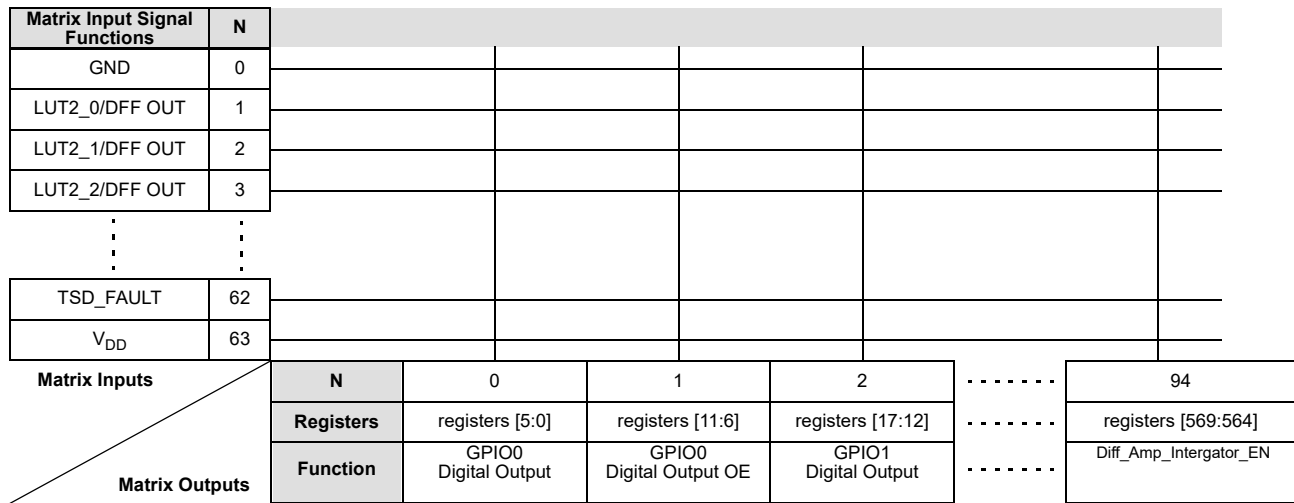 Matrix Input Signal
Functions
N
GND
0
LUT2_0/DFF OUT
1
LUT2_1/DFF OUT
2
LUT2_2/DFF OUT
3
TSD_FAULT
62
VDD
63
Matrix Inputs
Matrix Outputs
N
0
1
2
94
Registers
registers [5:0]
registers [11:6]
registers [17:12]
registers [569:564]
Function
GPIO0
Digital Output
GPIO0
Digital Output OE
GPIO1
Digital Output
Diff_Amp_Intergator_EN